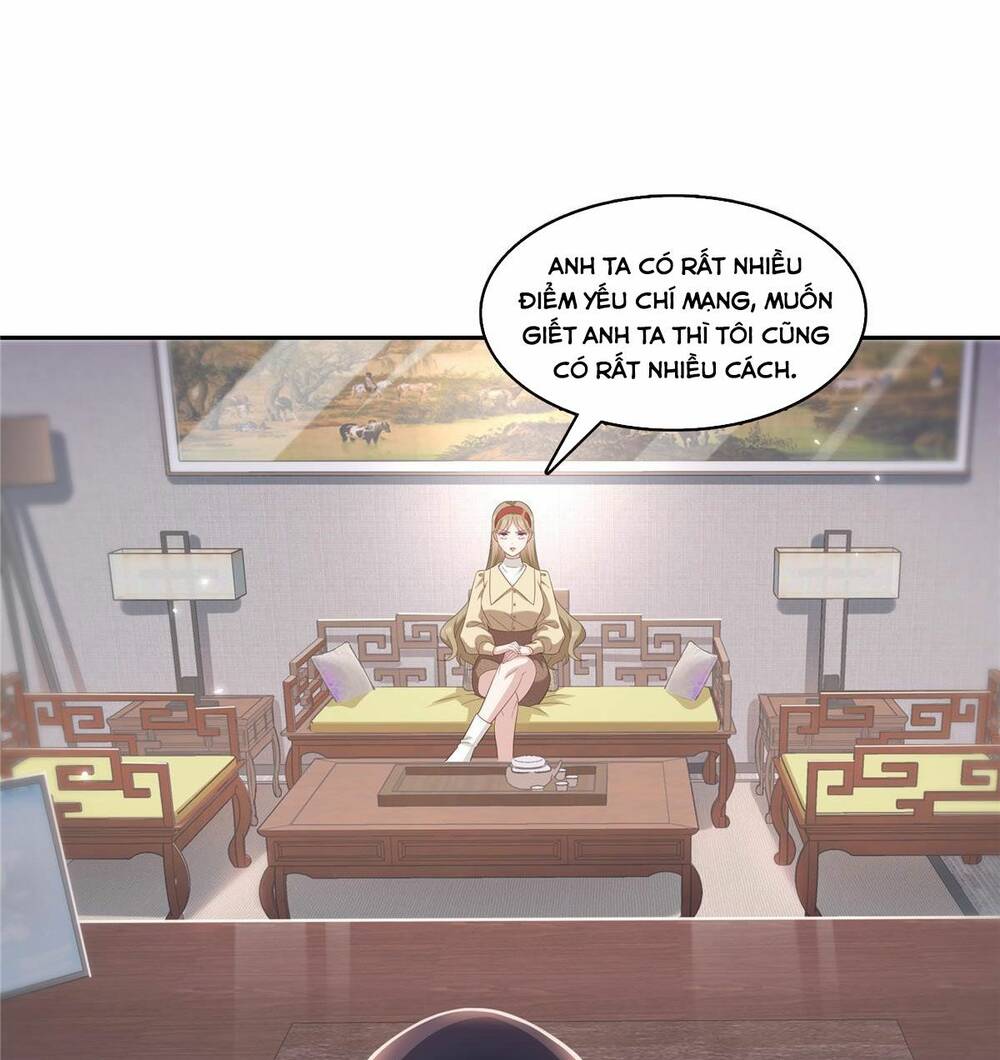 ANH TA CÓ RẤT NHIỀU
ĐIỂM YẾU CHÍ MẠNG, MUỐN
GIẾT ANH TA THÌ TÔI CŨNG
CÓ RẤT NHIỀU CÁCH.